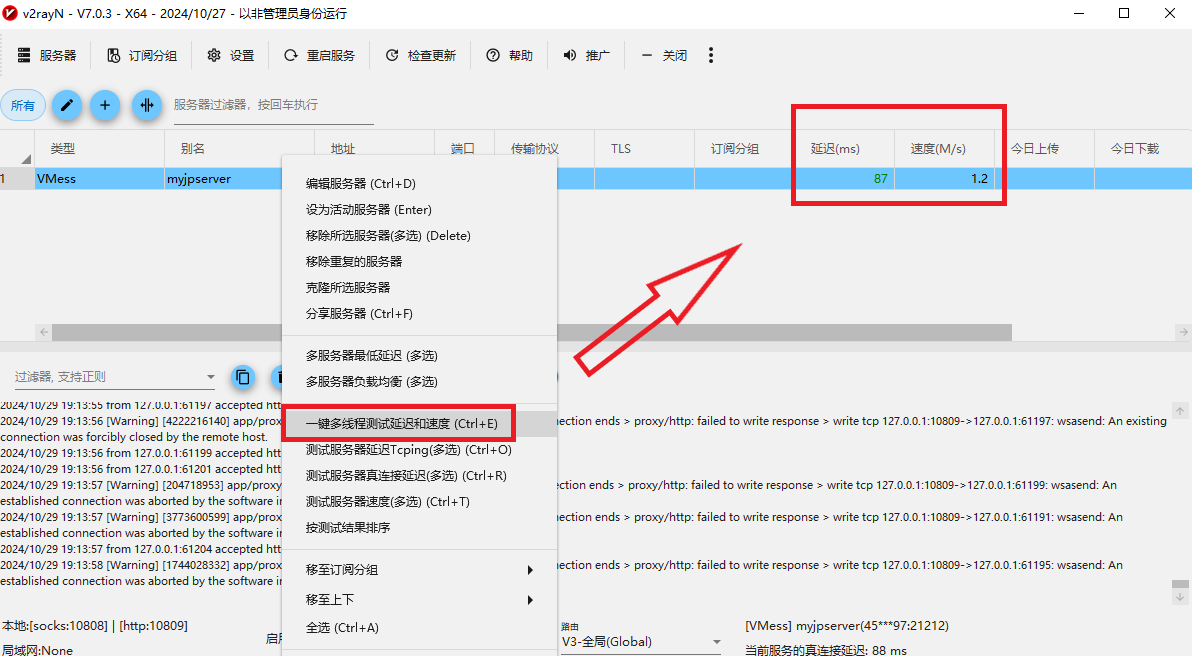 v2rayN - V7.0.3 - X64 - 2024/10/27 - 以非管理员身份运行
服务器 订阅分组 设置 重启服务 检查更新 帮助 推广 关闭
所有 服务器过滤器，按回车执行
类型 别名 地址 端口 传输协议 TLS 订阅分组 延迟(ms) 速度(M/s) 今日上传 今日下载
1 VMess myjpserver 87 1.2
编辑服务器 (Ctrl+D)
设为活动服务器 (Enter)
移除所选服务器(多选) (Delete)
移除重复的服务器
克隆所选服务器
分享服务器 (Ctrl+F)
多服务器最低延迟 (多选)
多服务器负载均衡 (多选)
一键多线程测试延迟和速度 (Ctrl+E)
测试服务器延迟Tcping(多选) (Ctrl+O)
测试服务器真连接延迟(多选) (Ctrl+R)
测试服务器速度(多选) (Ctrl+T)
按测试结果排序
移至订阅分组
移至上下
全选 (Ctrl+A)
过滤器, 支持正则
2024/10/29 19:13:55 from 127.0.0.1:61197 accepted htt
2024/10/29 19:13:56 [Warning] [4222216140] app/prox nection ends > proxy/http: failed to write response > write tcp 127.0.0.1:10809->127.0.0.1:61197: wsasend: An existing
connection was forcibly closed by the remote host.
2024/10/29 19:13:56 from 127.0.0.1:61199 accepted htt
2024/10/29 19:13:56 from 127.0.0.1:61201 accepted htt
2024/10/29 19:13:57 [Warning] [204718953] app/proxy ection ends > proxy/http: failed to write response > write tcp 127.0.0.1:10809->127.0.0.1:61199: wsasend: An
established connection was aborted by the software in
2024/10/29 19:13:57 [Warning] [3773600599] app/prox nection ends > proxy/http: failed to write response > write tcp 127.0.0.1:10809->127.0.0.1:61191: wsasend: An
established connection was aborted by the software in
2024/10/29 19:13:57 from 127.0.0.1:61204 accepted htt
2024/10/29 19:13:58 [Warning] [1744028332] app/prox nection ends > proxy/http: failed to write response > write tcp 127.0.0.1:10809->127.0.0.1:61195: wsasend: An
established connection was aborted by the software in
本地:[socks:10808] | [http:10809]
局域网:None
启用
路由
V3-全局(Global)
[VMess] myjpserver(45***97:21212)
当前服务的真连接延迟: 88 ms